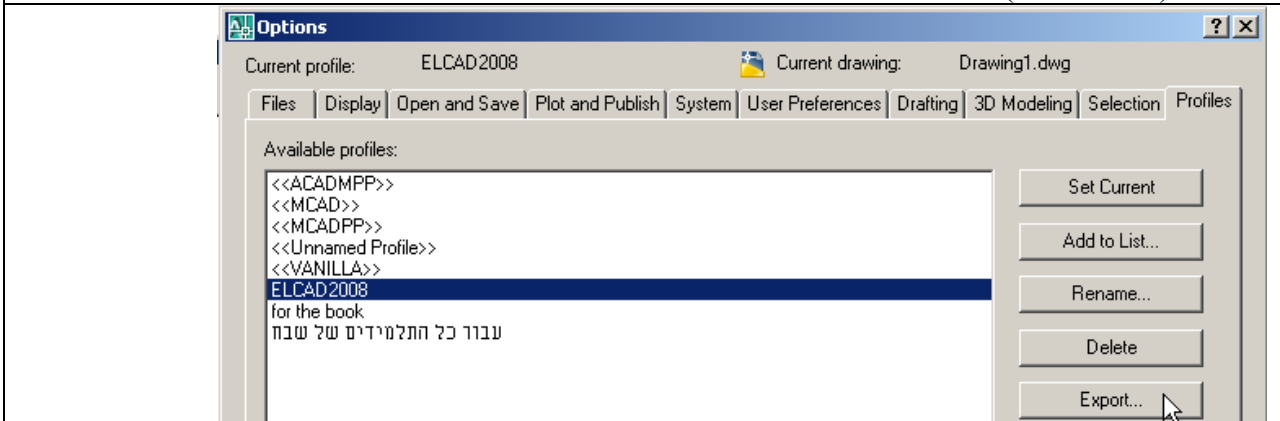 Options
Current profile: ELCAD2008 Current drawing: Drawing1.dwg
Files Display Open and Save Plot and Publish System User Preferences Drafting 3D Modeling Selection Profiles
Available profiles:
<<ACADMPP>>
<<MCAD>>
<<MCADPP>>
<<Unnamed Profile>>
<<VANILLA>>
ELCAD2008
for the book
עבור כל התלמידים של שבח
Set Current
Add to List...
Rename...
Delete
Export...